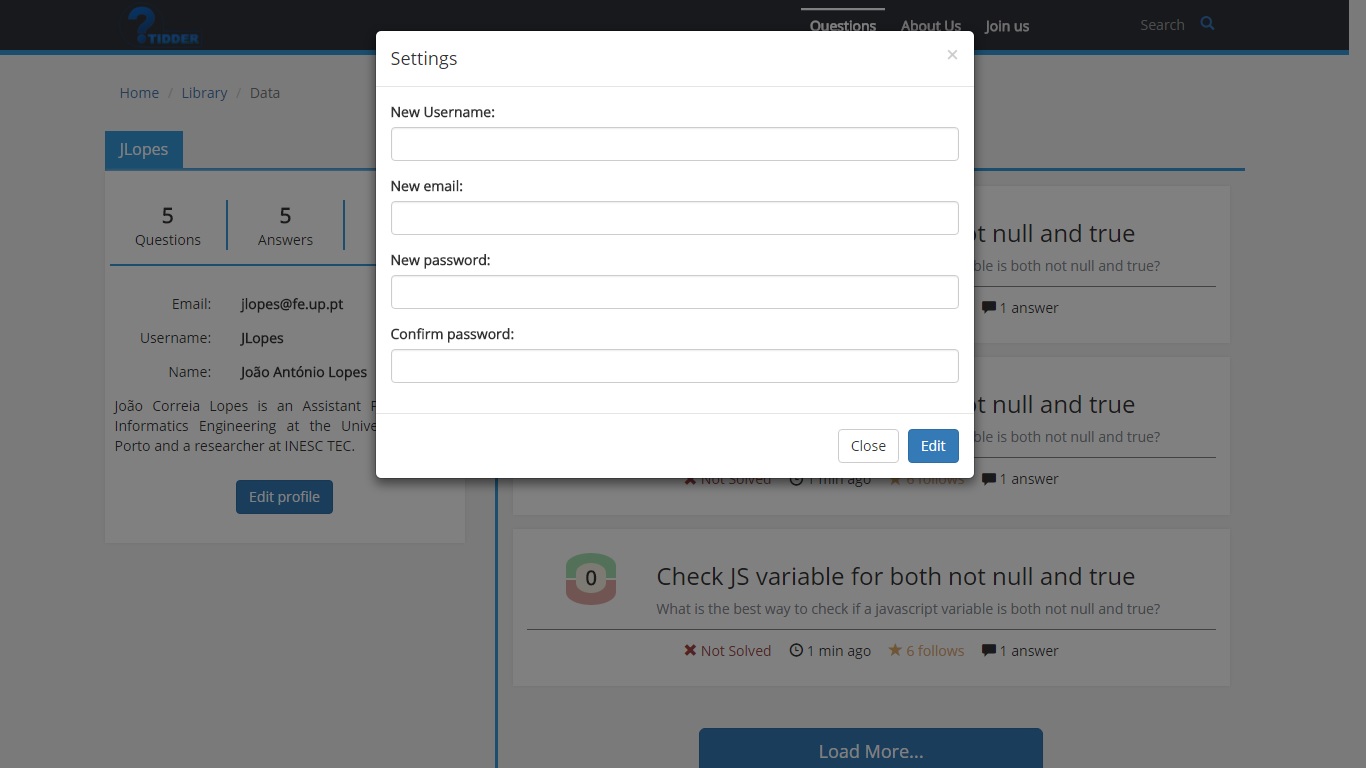 TIDDER
Questions About Us Join us Search
Settings ×
Home / Library / Data
New Username:
JLopes
New email:
5 5
Questions Answers
ot null and true
ble is both not null and true?
New password:
1 answer
Email: jlopes@fe.up.pt
Username: JLopes
Confirm password:
Name: João António Lopes
João Correia Lopes is an Assistant
Informatics Engineering at the Unive
Porto and a researcher at INESC TEC.
ot null and true
ble is both not null and true?
Close Edit
Not Solved 1 min ago 6 follows 1 answer
Edit profile
0 Check JS variable for both not null and true
What is the best way to check if a javascript variable is both not null and true?
Not Solved 1 min ago 6 follows 1 answer
Load More...